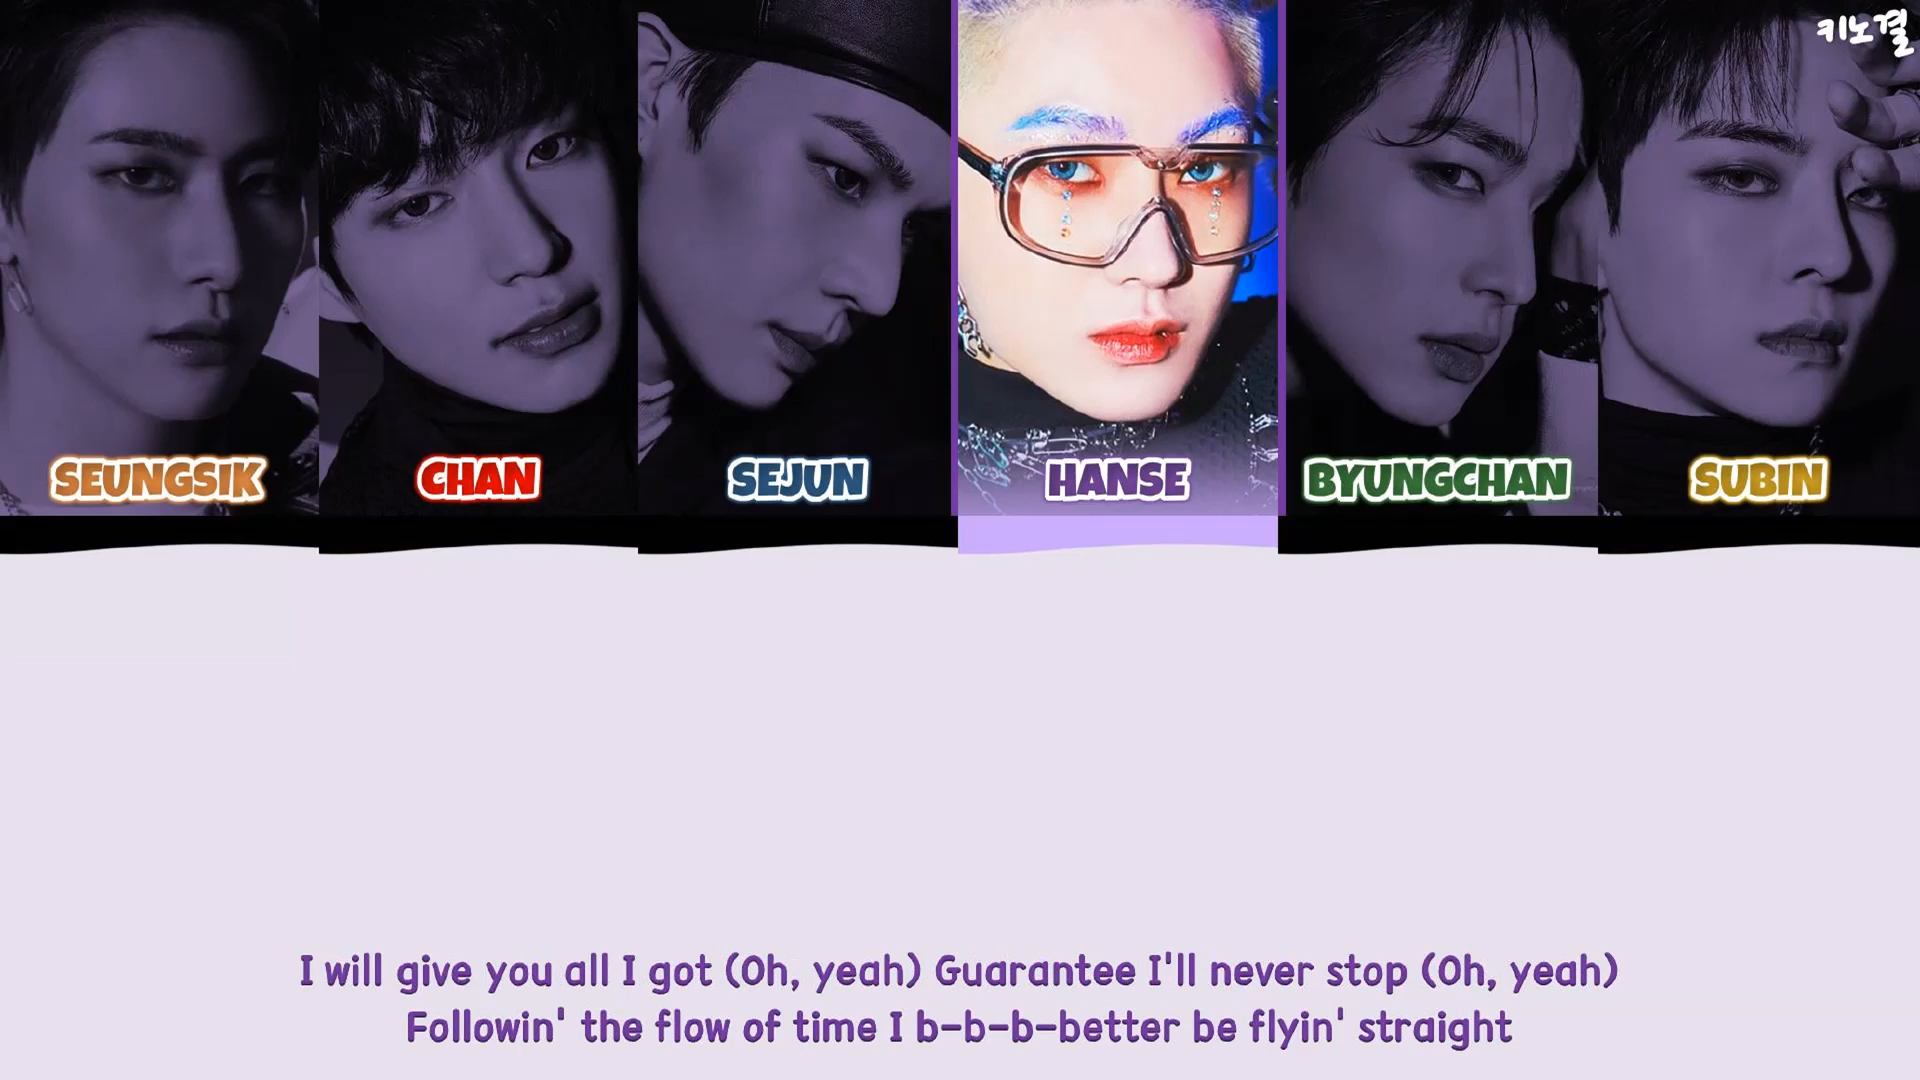 키노결
SEUNGSIK CHAN SEJUN HANSE BYUNGCHAN SUBIN
I will give you all I got (Oh, yeah) Guarantee I'll never stop (Oh, yeah)
Followin' the flow of time I b-b-b-better be flyin' straight